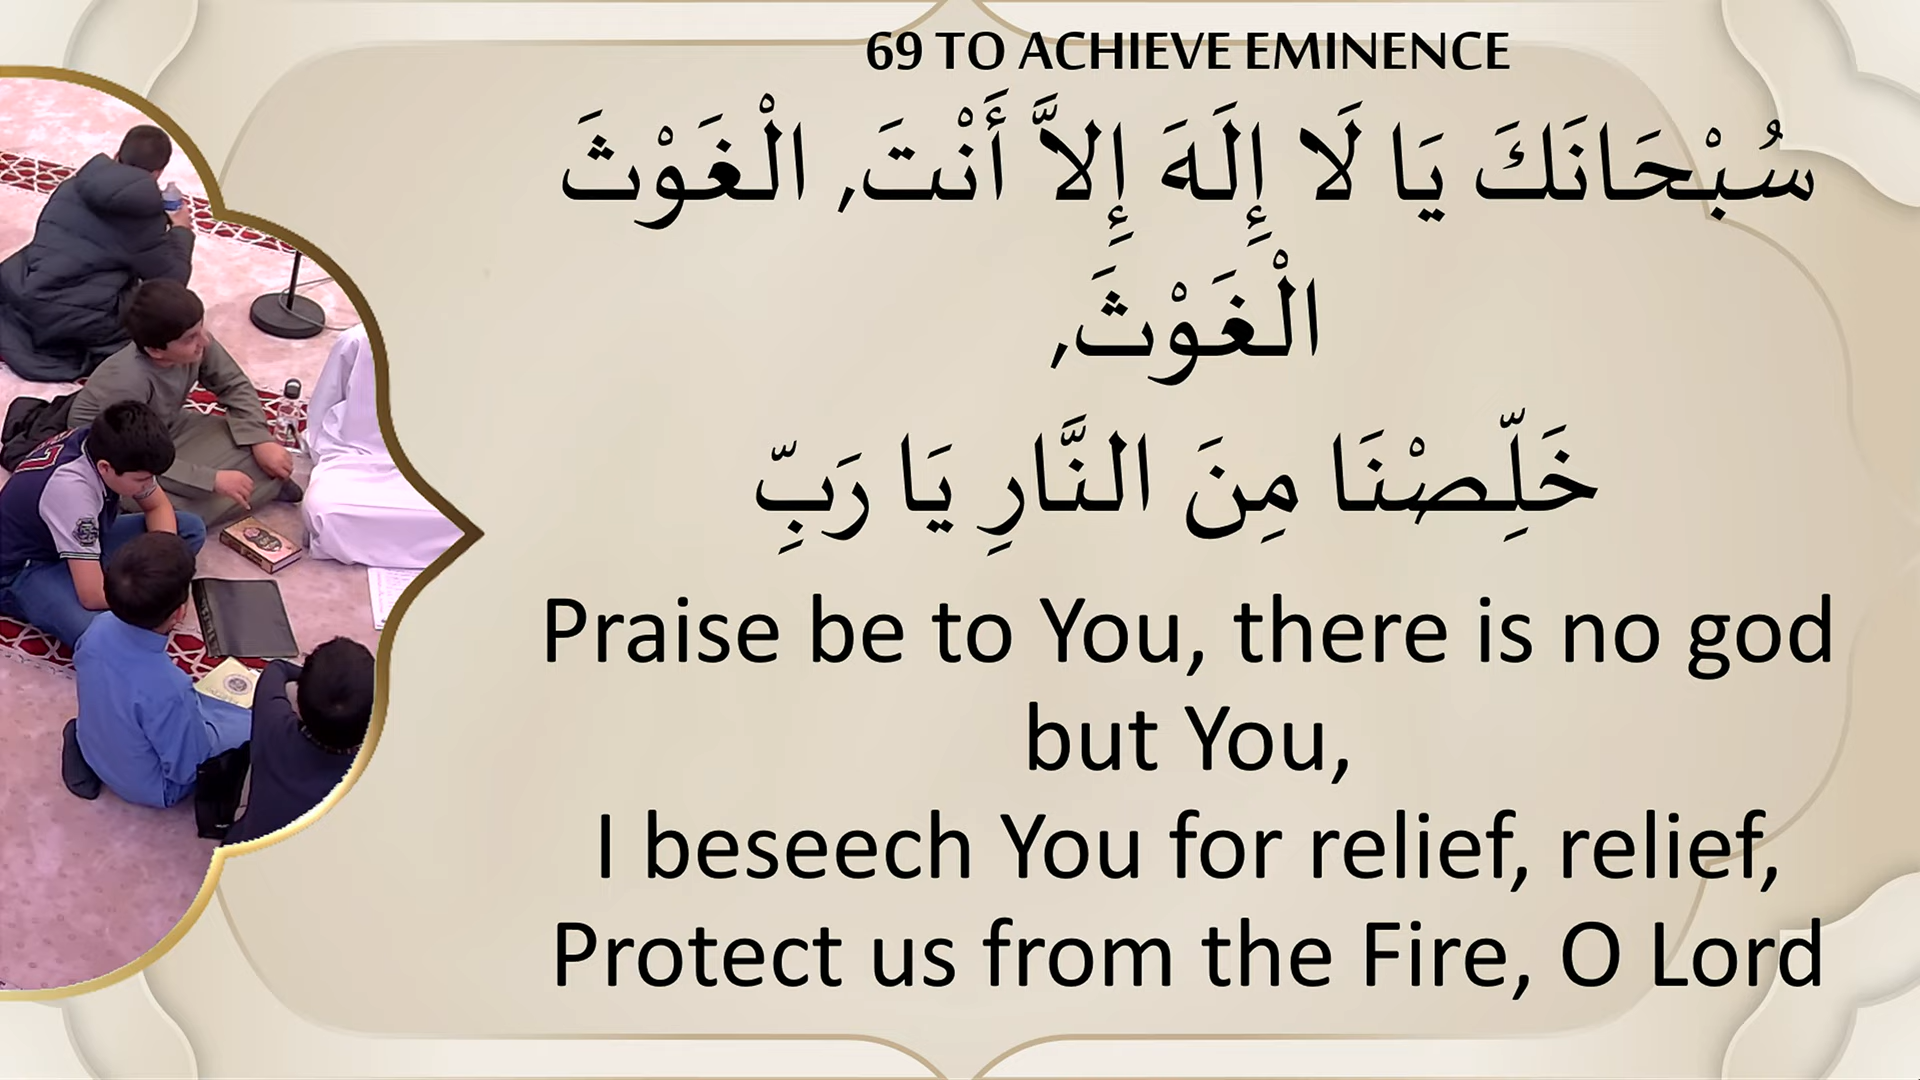 69 TO ACHIEVE EMINENCE
سُبْحَانَكَ يَا لَا إِلَهَ إِلاَّ أَنْتَ, الْغَوْثَ
الْغَوْثَ,
خَلِّصْنَا مِنَ النَّارِ يَا رَبِّ
Praise be to You, there is no god
but You,
I beseech You for relief, relief,
Protect us from the Fire, O Lord